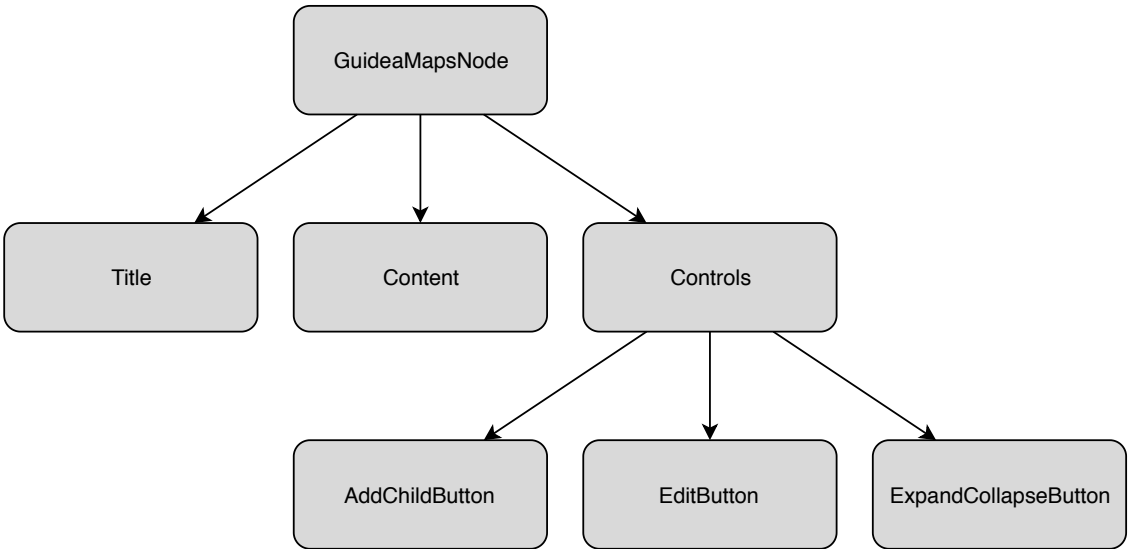 GuideaMapsNode
Title
Content
Controls
AddChildButton
EditButton
ExpandCollapseButton